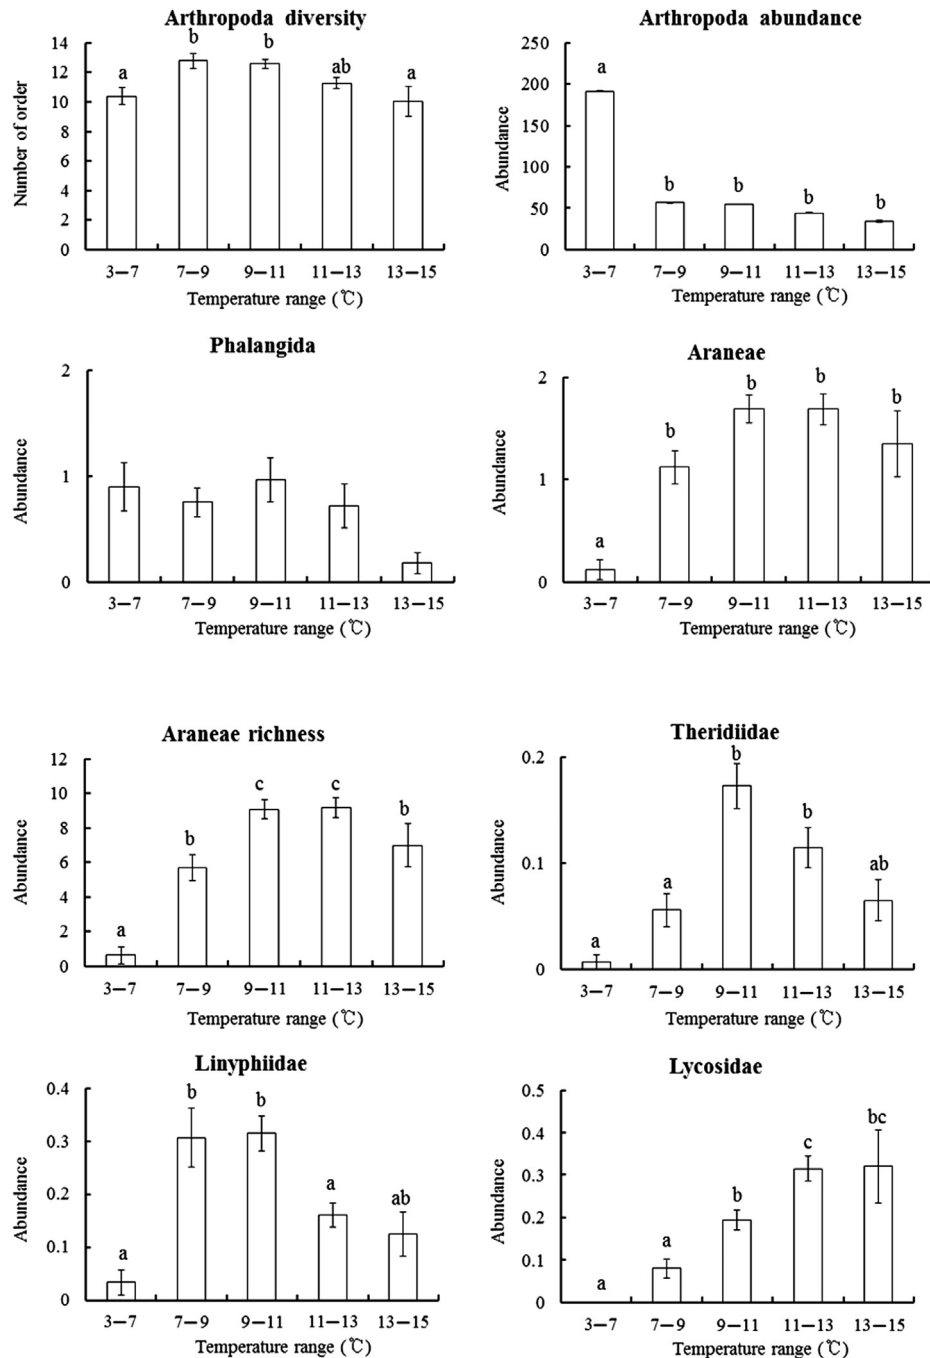 Arthropoda diversity
Number of order
14
12
10
8
6
4
2
0
a
b
b
ab
a
3–7
7–9
9–11
11–13
13–15
Temperature range (℃)
Arthropoda abundance
Abundance
250
200
150
100
50
0
a
b
b
b
b
3–7
7–9
9–11
11–13
13–15
Temperature range (℃)
Phalangida
Abundance
2
1
0
3–7
7–9
9–11
11–13
13–15
Temperature range (℃)
Araneae
Abundance
2
1
0
a
b
b
b
b
3–7
7–9
9–11
11–13
13–15
Temperature range (℃)
Araneae richness
Abundance
12
10
8
6
4
2
0
a
b
c
c
b
3–7
7–9
9–11
11–13
13–15
Temperature range (℃)
Theridiidae
Abundance
0.2
0.1
0
a
a
b
b
ab
3–7
7–9
9–11
11–13
13–15
Temperature range (℃)
Linyphiidae
Abundance
0.4
0.3
0.2
0.1
0
a
b
b
a
ab
3–7
7–9
9–11
11–13
13–15
Temperature range (℃)
Lycosidae
Abundance
0.5
0.4
0.3
0.2
0.1
0
a
a
b
c
bc
3–7
7–9
9–11
11–13
13–15
Temperature range (℃)